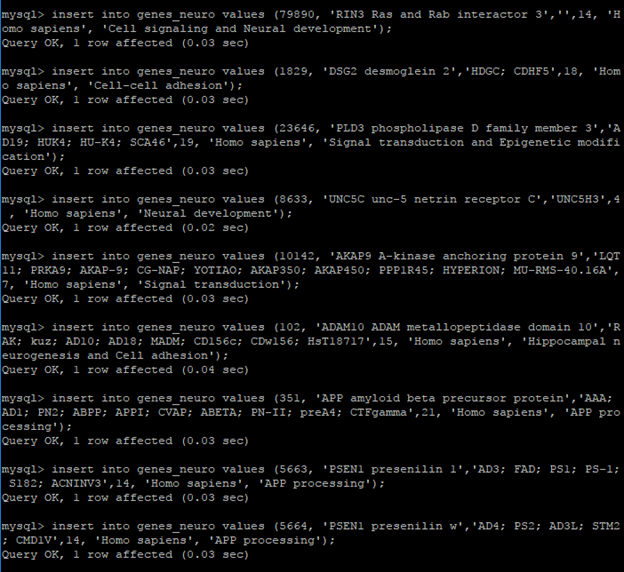 mysql> insert into genes_neuro values (79890, 'RIN3 Ras and Rab interactor 3','',14, 'H
omo sapiens', 'Cell signaling and Neural development');
Query OK, 1 row affected (0.03 sec)
mysql> insert into genes_neuro values (1829, 'DSG2 desmoglein 2','HDGC; CDHF5',18, 'Hom
o sapiens', 'Cell-cell adhesion');
Query OK, 1 row affected (0.03 sec)
mysql> insert into genes_neuro values (23646, 'PLD3 phospholipase D family member 3','A
D19; HUK4; HU-K4; SCA46',19, 'Homo sapiens', 'Signal transduction and Epigenetic modifi
cation');
Query OK, 1 row affected (0.03 sec)
mysql> insert into genes_neuro values (8633, 'UNC5C unc-5 netrin receptor C','UNC5H3',4
, 'Homo sapiens', 'Neural development');
Query OK, 1 row affected (0.02 sec)
mysql> insert into genes_neuro values (10142, 'AKAP9 A-kinase anchoring protein 9','LQT
11; PRKA9; AKAP-9; CG-NAP; YOTIAO; AKAP350; AKAP450; PPP1R45; HYPERION; MU-RMS-40.16A',
7, 'Homo sapiens', 'Signal transduction');
Query OK, 1 row affected (0.03 sec)
mysql> insert into genes_neuro values (102, 'ADAM10 ADAM metallopeptidase domain 10','R
AK; kuz; AD10; AD18; MADM; CD156c; CDw156; HsT18717',15, 'Homo sapiens', 'Hippocampal n
eurogenesis and Cell adhesion');
Query OK, 1 row affected (0.04 sec)
mysql> insert into genes_neuro values (351, 'APP amyloid beta precursor protein','AAA;
AD1; PN2; ABPP; APPI; CVAP; ABETA; PN-II; preA4; CTFgamma',21, 'Homo sapiens', 'APP pro
cessing');
Query OK, 1 row affected (0.03 sec)
mysql> insert into genes_neuro values (5663, 'PSEN1 presenilin 1','AD3; FAD; PS1; PS-1;
S182; ACNINV3',14, 'Homo sapiens', 'APP processing');
Query OK, 1 row affected (0.03 sec)
mysql> insert into genes_neuro values (5664, 'PSEN1 presenilin w','AD4; PS2; AD3L; STM2
; CMD1V',14, 'Homo sapiens', 'APP processing');
Query OK, 1 row affected (0.03 sec)